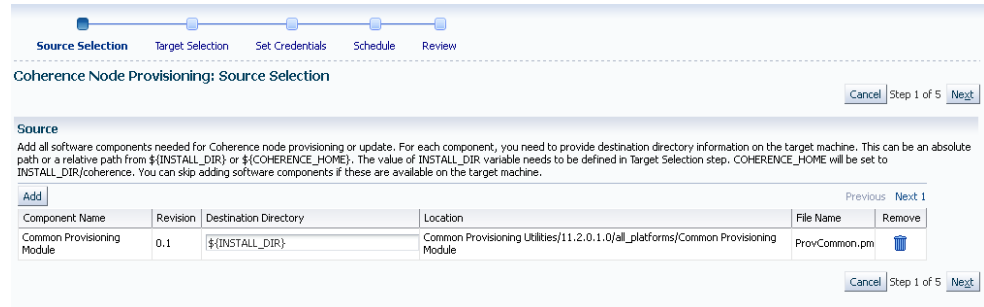 Source Selection Target Selection Set Credentials Schedule Review
Coherence Node Provisioning: Source Selection
Cancel Step 1 of 5 Next
Source
Add all software components needed for Coherence node provisioning or update. For each component, you need to provide destination directory information on the target machine. This can be an absolute
path or a relative path from ${INSTALL_DIR} or ${COHERENCE_HOME}. The value of INSTALL_DIR variable needs to be defined in Target Selection step. COHERENCE_HOME will be set to
INSTALL_DIR/coherence. You can skip adding software components if these are available on the target machine.
Add Previous Next 1
Component Name Revision Destination Directory Location File Name Remove
Common Provisioning Module 0.1 ${INSTALL_DIR} Common Provisioning Utilities/11.2.0.1.0/all_platforms/Common Provisioning Module ProvCommon.pm
Cancel Step 1 of 5 Next